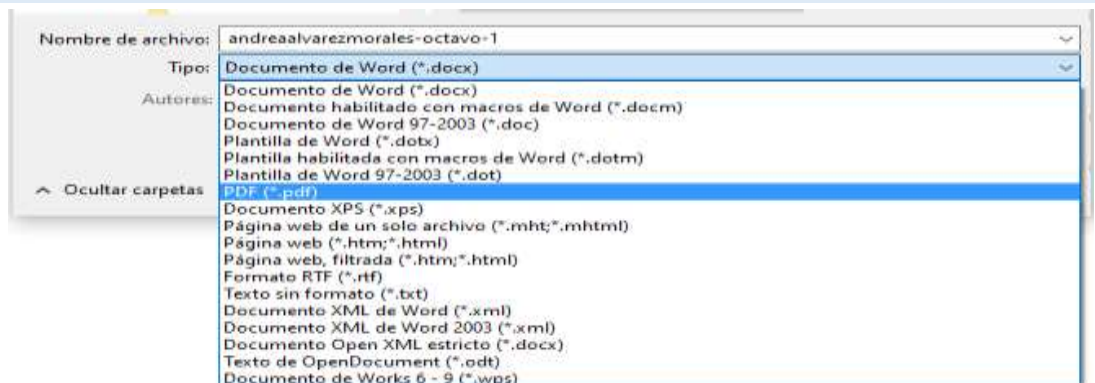 Nombre de archivo: andreaalvarezmorales-octavo-1
Tipo: Documento de Word (*.docx)
Autores:
Documento de Word (*.docx)
Documento habilitado con macros de Word (*.docm)
Documento de Word 97-2003 (*.doc)
Plantilla de Word (*.dotx)
Plantilla habilitada con macros de Word (*.dotm)
Plantilla de Word 97-2003 (*.dot)
Ocultar carpetas
PDF (*.pdf)
Documento XPS (*.xps)
Página web de un solo archivo (*.mht;*.mhtml)
Página web (*.htm;*.html)
Página web, filtrada (*.htm;*.html)
Formato RTF (*.rtf)
Texto sin formato (*.txt)
Documento XML de Word (*.xml)
Documento XML de Word 2003 (*.xml)
Documento Open XML estricto (*.docx)
Texto de OpenDocument (*.odt)
Documento de Works 6 - 9 (*.wps)